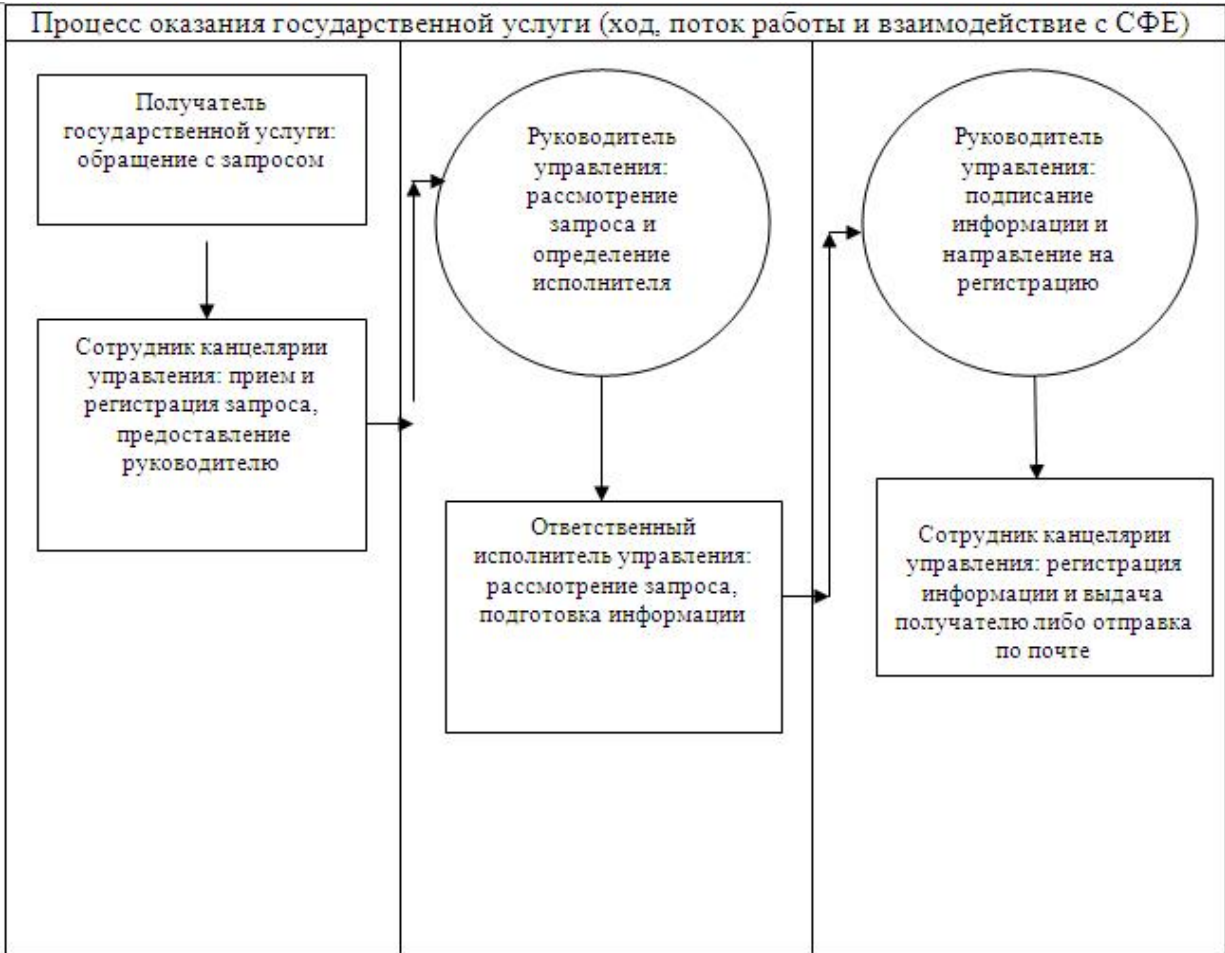 Процесс оказания государственной услуги (ход, поток работы и взаимодействие с СФЕ)
Получатель
государственной услуги:
обращение с запросом
Сотрудник канцелярии
управления: прием и
регистрация запроса,
предоставление
руководителю
Руководитель
управления:
рассмотрение
запроса и
определение
исполнителя
Ответственный
исполнитель управления:
рассмотрение запроса,
подготовка информации
Руководитель
управления:
подписание
информации и
направление на
регистрацию
Сотрудник канцелярии
управления: регистрация
информации и выдача
получателю либо отправка
по почте